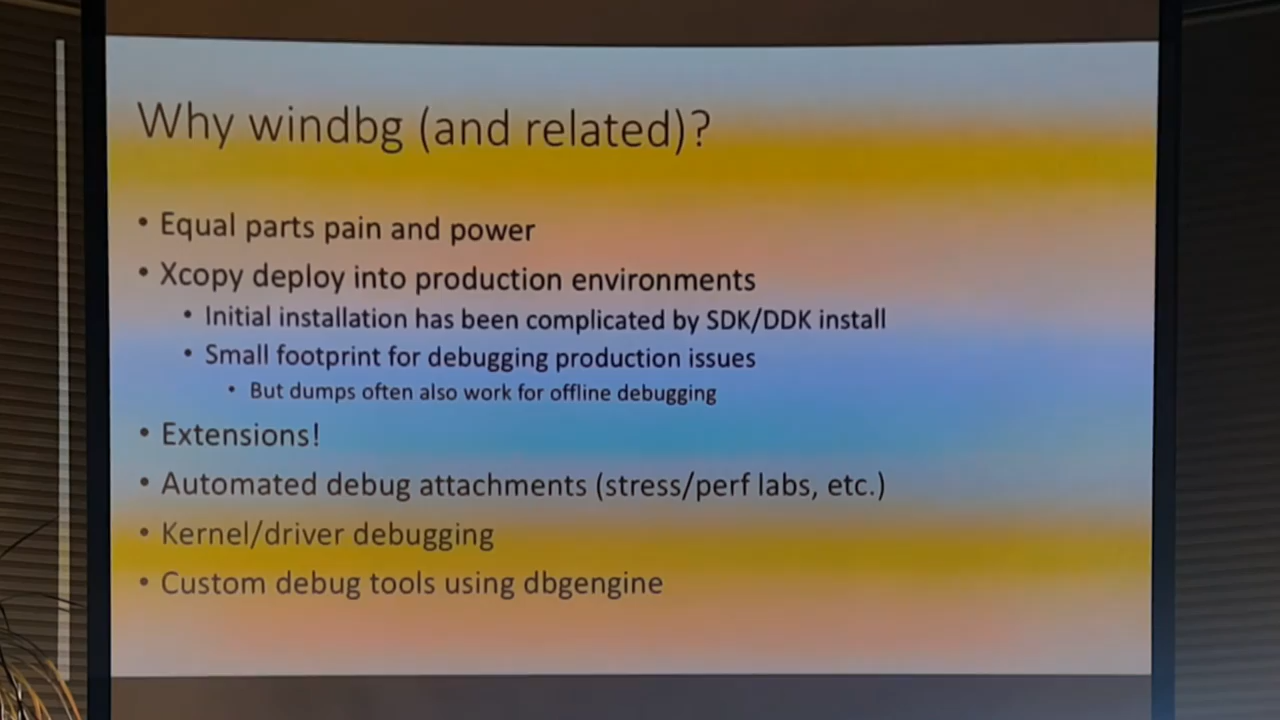 Why windbg (and related)?
• Equal parts pain and power
• Xcopy deploy into production environments
• Initial installation has been complicated by SDK/DDK install
• Small footprint for debugging production issues
• But dumps often also work for offline debugging
• Extensions!
• Automated debug attachments (stress/perf labs, etc.)
• Kernel/driver debugging
• Custom debug tools using dbgengine